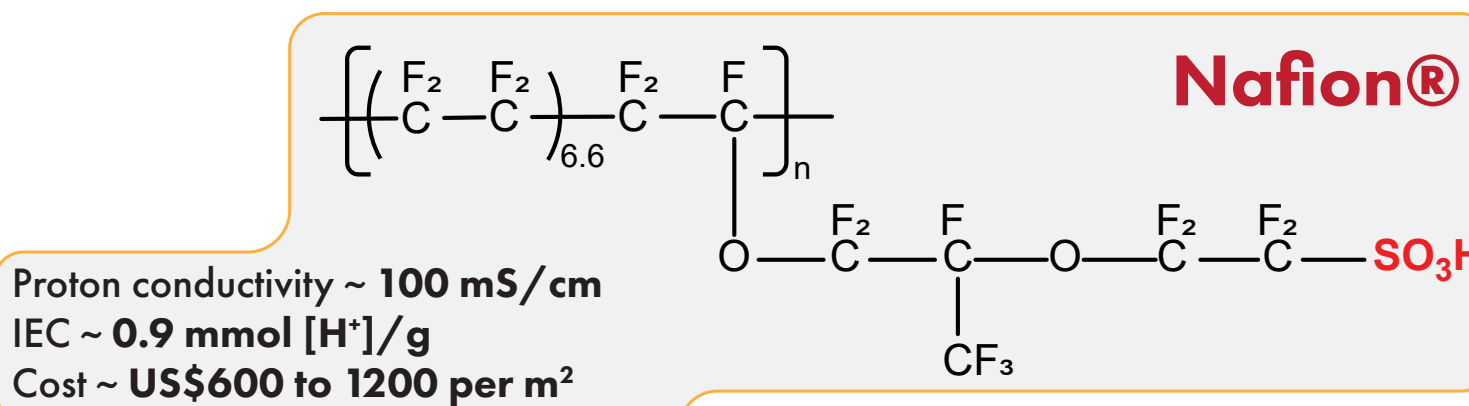 Nafion®
F₂ F₂ F₂ F
C C C C
6.6
n
F₂ F F₂ F₂
O C C O C C SO₃H
CF₃
Proton conductivity ~ 100 mS/cm
IEC ~ 0.9 mmol [H⁺]/g
Cost ~ US$600 to 1200 per m²